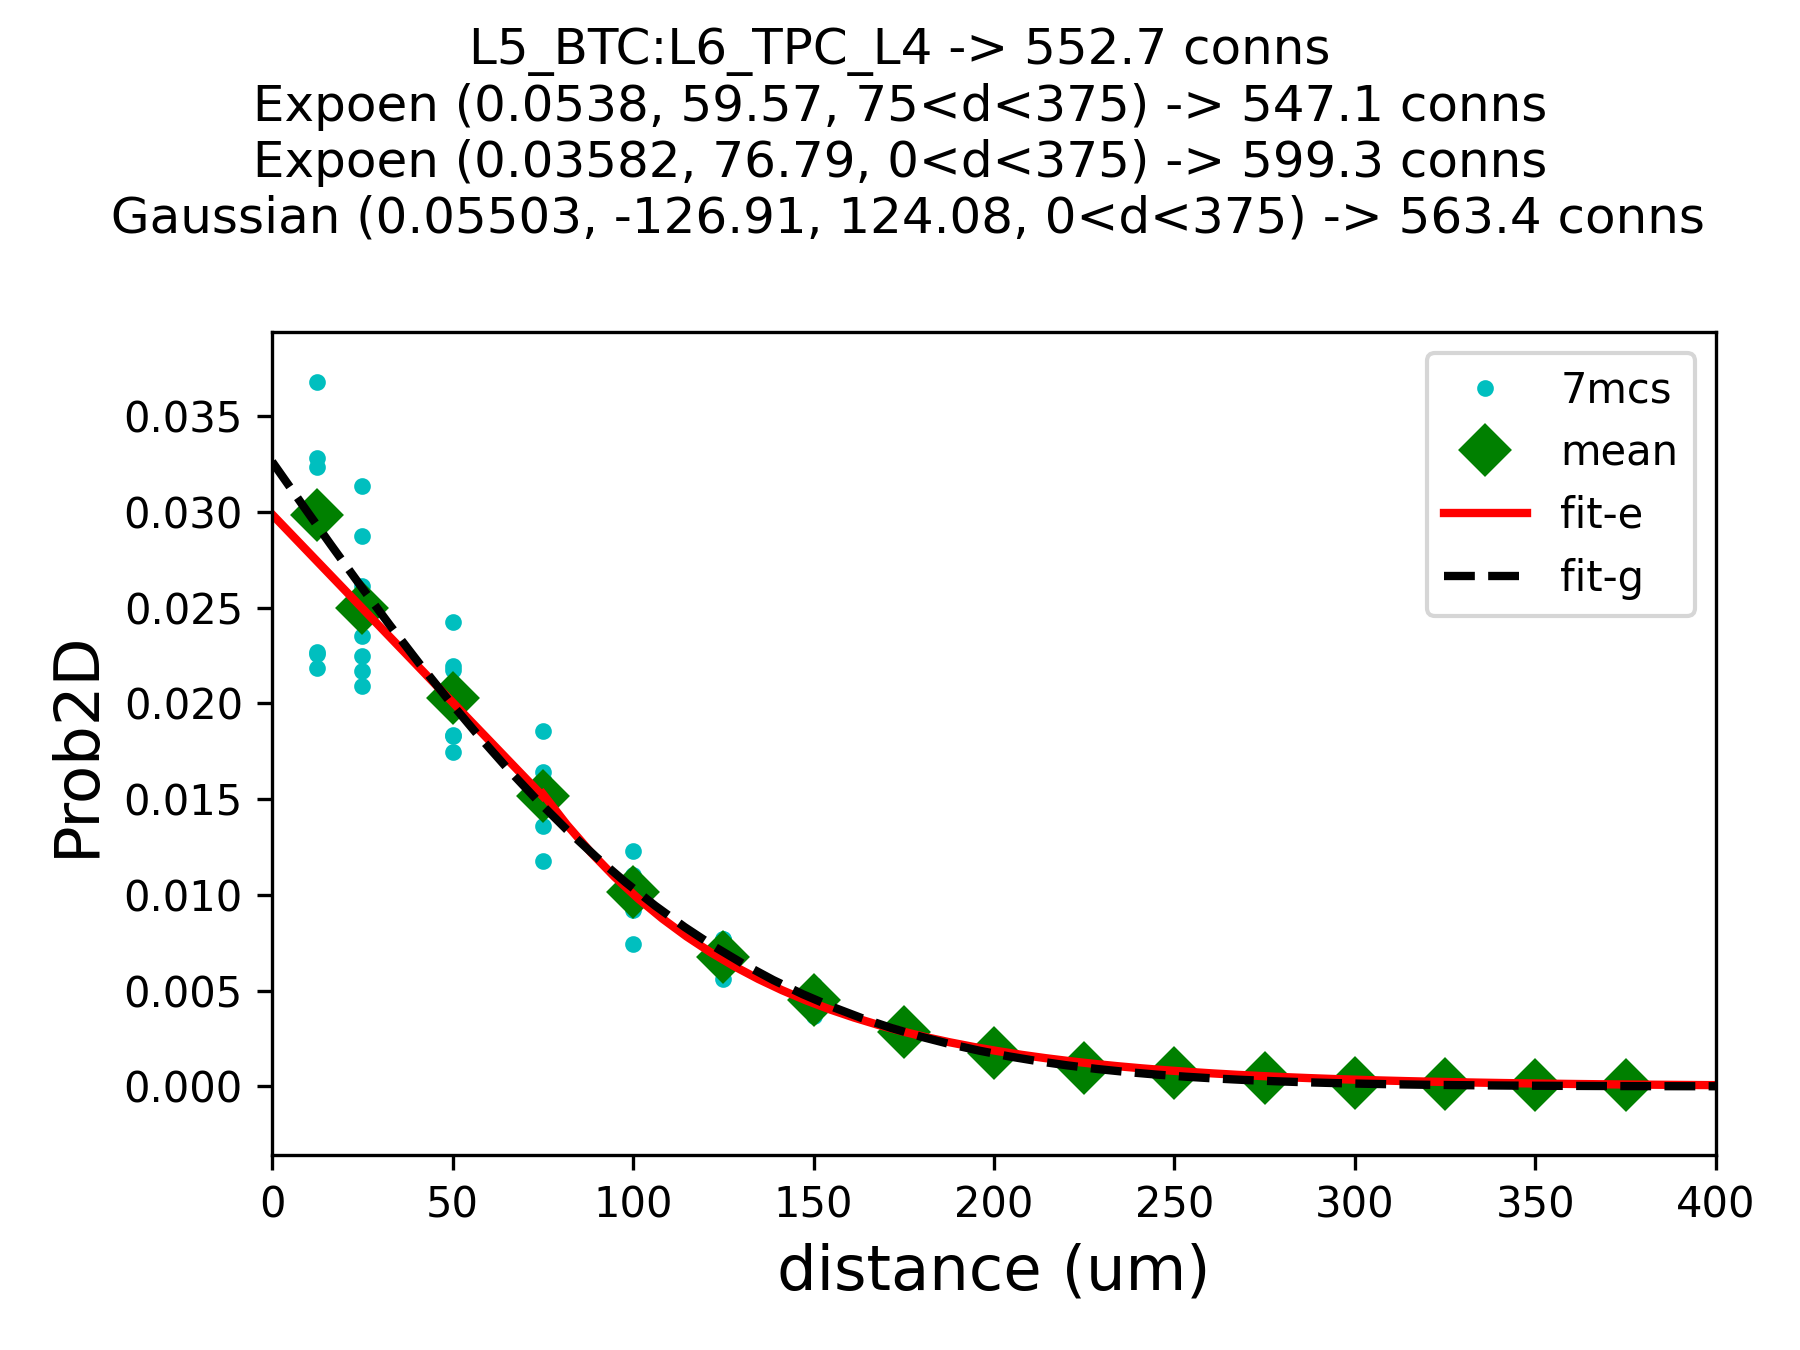 L5_BTC:L6_TPC_L4 -> 552.7 conns
Expoen (0.0538, 59.57, 75<d<375) -> 547.1 conns
Expoen (0.03582, 76.79, 0<d<375) -> 599.3 conns
Gaussian (0.05503, -126.91, 124.08, 0<d<375) -> 563.4 conns
7mcs
mean
fit-e
fit-g
Prob2D
0.035
0.030
0.025
0.020
0.015
0.010
0.005
0.000
0 50 100 150 200 250 300 350 400
distance (um)